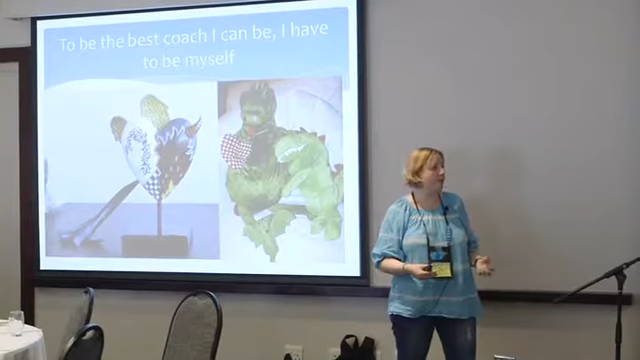 To be the best coach I can be, I have
to be myself